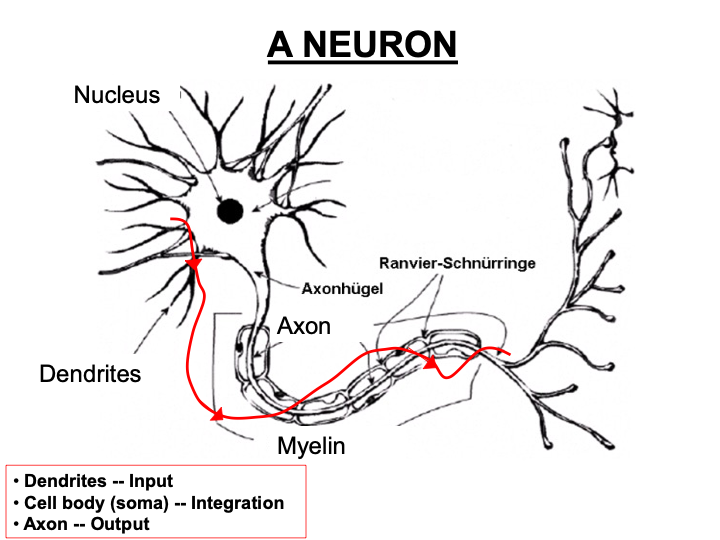 A NEURON
Nucleus
Ranvier-Schnürringe
Axonhügel
Axon
Dendrites
Myelin
• Dendrites -- Input
• Cell body (soma) -- Integration
• Axon -- Output